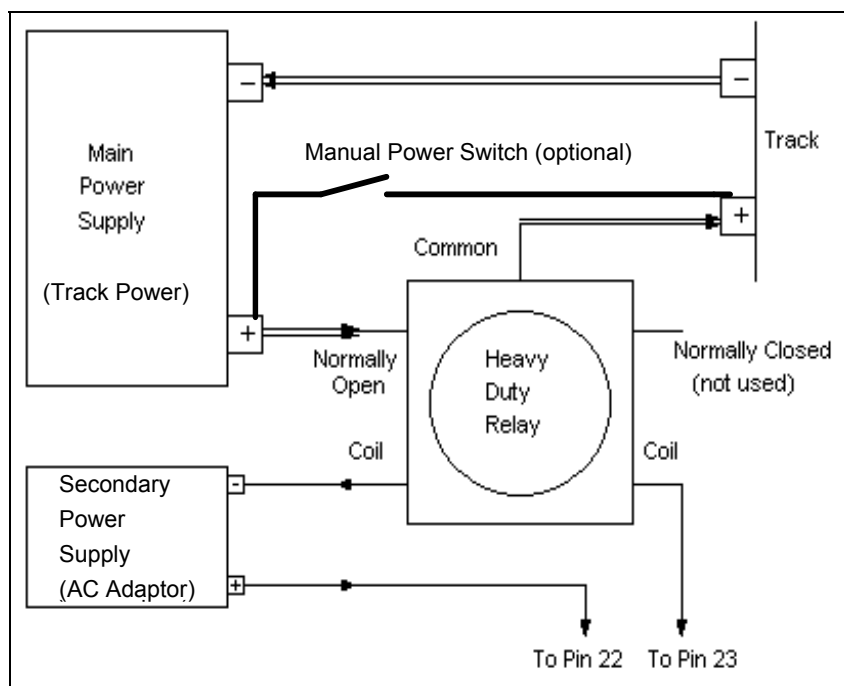 −
−
Main
Power
Supply
(Track Power)
Manual Power Switch (optional)
Track
+
Common
+
Normally
Open
Heavy
Duty
Relay
Normally Closed
(not used)
Coil
Coil
Secondary
Power
Supply
(AC Adaptor)
-
+
To Pin 22
To Pin 23